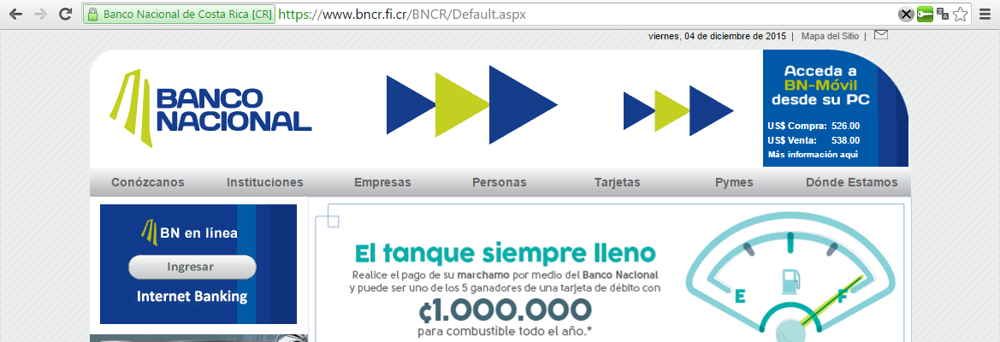 Banco Nacional de Costa Rica [CR] https://www.bncr.fi.cr/BNCR/Default.aspx
viernes, 04 de diciembre de 2015 | Mapa del Sitio |
BANCO
NACIONAL
Acceda a
BN-Móvil
desde su PC
US$ Compra: 526.00
US$ Venta: 538.00
Más información aquí
Conózcanos Instituciones Empresas Personas Tarjetas Pymes Dónde Estamos
BN en línea
Ingresar
Internet Banking
El tanque siempre lleno
Realice el pago de su marchamo por medio del Banco Nacional
y puede ser uno de los 5 ganadores de una tarjeta de débito con
¢1.000.000
para combustible todo el año.*
E F